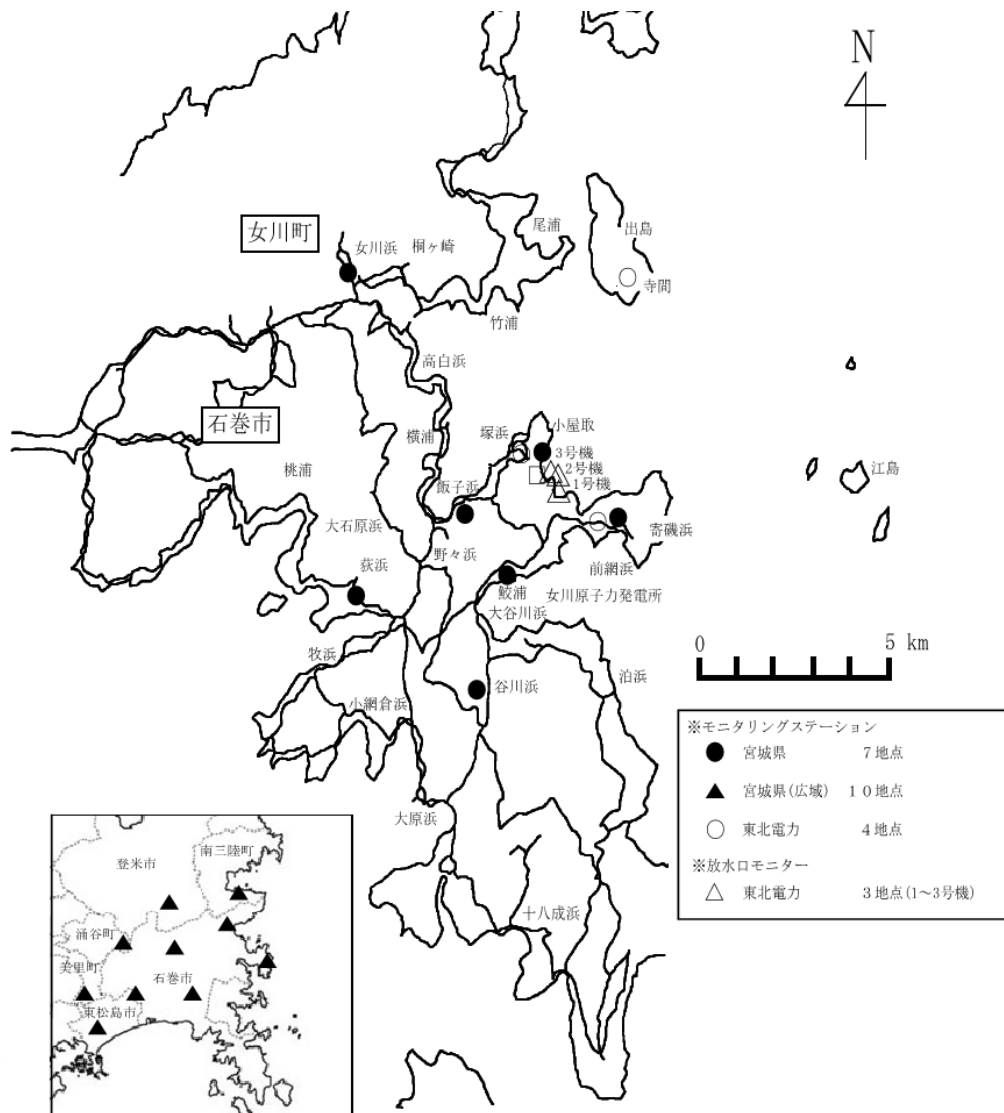 N
尾浦
出島
女川町
女川浜
桐ヶ崎
寺間
竹浦
高白浜
石巻市
小屋取
横浦
塚浜
3号機
2号機
1号機
桃浦
飯子浜
江島
大石原浜
寄磯浜
野々浜
前網浜
荻浜
鮫浦
女川原子力発電所
大谷川浜
0 5 km
牧浜
泊浜
谷川浜
小網倉浜
※モニタリングステーション
宮城県 7地点
宮城県(広域) 10地点
東北電力 4地点
※放水口モニター
東北電力 3地点(1～3号機)
大原浜
十八成浜
南三陸町
登米市
涌谷町
美里町
石巻市
東松島市